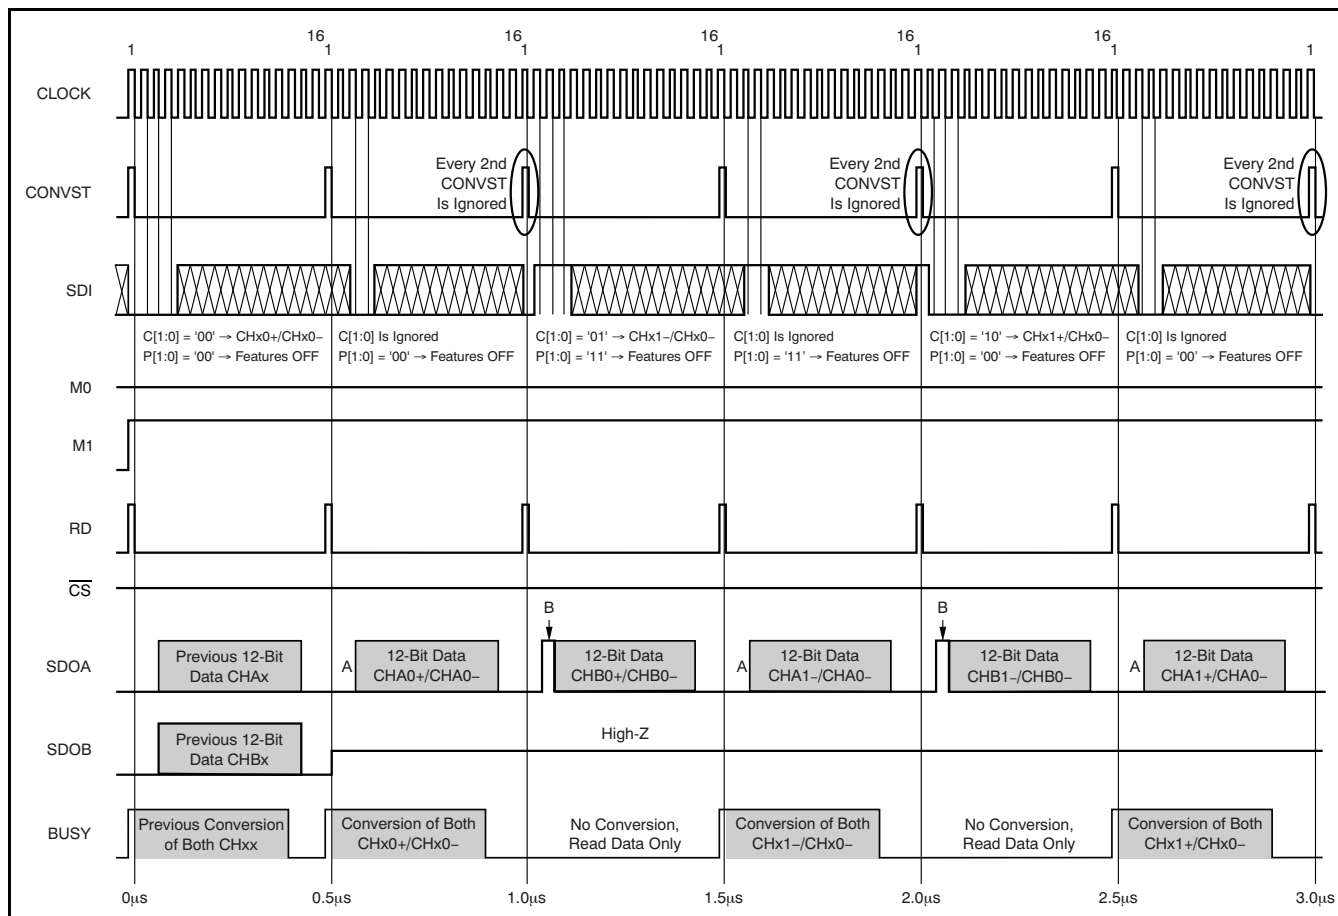 16 16 16 16 16
1 1 1 1 1 1 1
CLOCK
Every 2nd
CONVST
Is Ignored
Every 2nd
CONVST
Is Ignored
Every 2nd
CONVST
Is Ignored
CONVST
SDI
C[1:0] = '00' → CHx0+/CHx0–
P[1:0] = '00' → Features OFF
C[1:0] Is Ignored
P[1:0] = '00' → Features OFF
C[1:0] = '01' → CHx1–/CHx0–
P[1:0] = '11' → Features OFF
C[1:0] Is Ignored
P[1:0] = '11' → Features OFF
C[1:0] = '10' → CHx1+/CHx0–
P[1:0] = '00' → Features OFF
C[1:0] Is Ignored
P[1:0] = '00' → Features OFF
M0
M1
RD
CS
B B
SDOA
Previous 12-Bit
Data CHAx
A
12-Bit Data
CHA0+/CHA0–
12-Bit Data
CHB0+/CHB0–
A
12-Bit Data
CHA1–/CHA0–
12-Bit Data
CHB1–/CHB0–
A
12-Bit Data
CHA1+/CHA0–
SDOB
Previous 12-Bit
Data CHBx
High-Z
BUSY
Previous Conversion
of Both CHxx
Conversion of Both
CHx0+/CHx0–
No Conversion,
Read Data Only
Conversion of Both
CHx1–/CHx0–
No Conversion,
Read Data Only
Conversion of Both
CHx1+/CHx0–
0μs 0.5μs 1.0μs 1.5μs 2.0μs 2.5μs 3.0μs